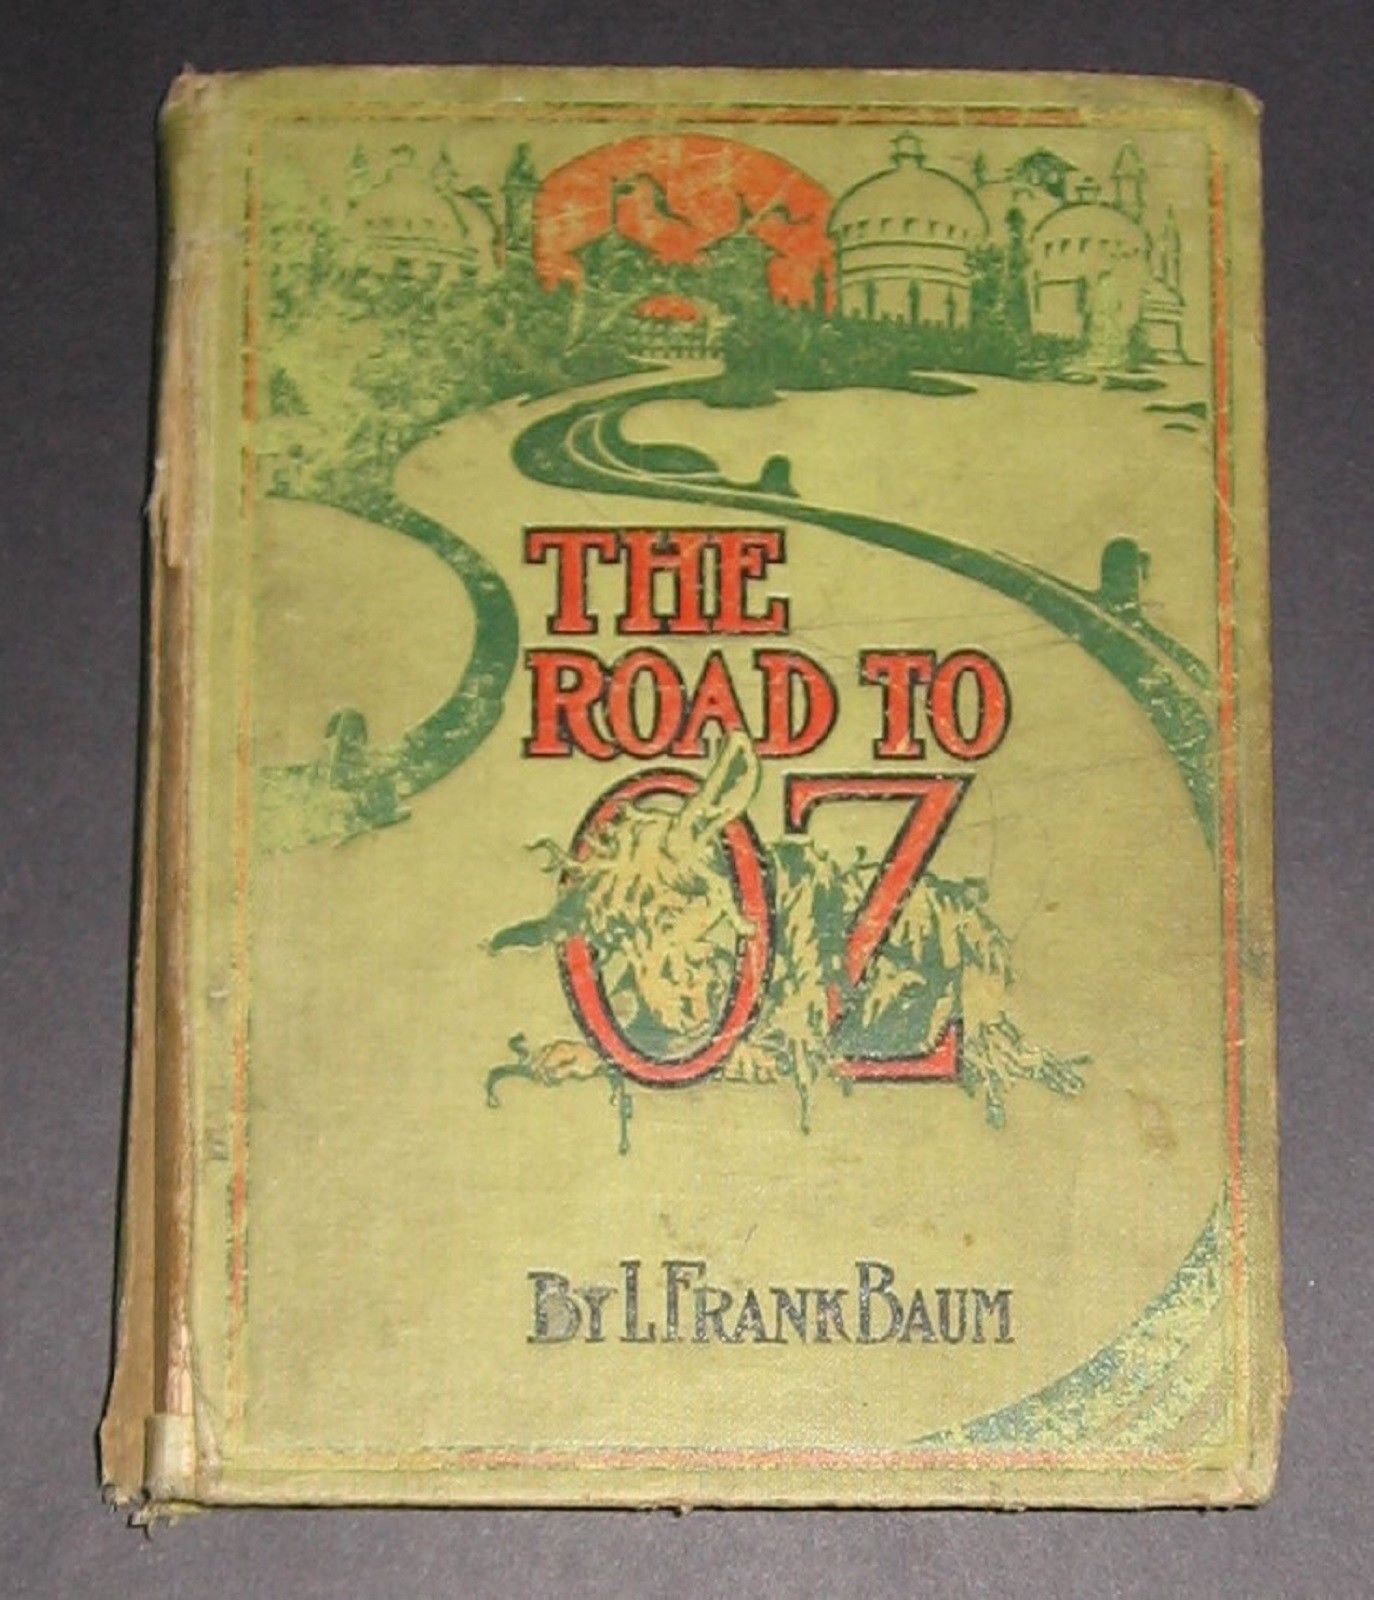 THE
ROAD TO
OZ
BY L FRANK BAUM